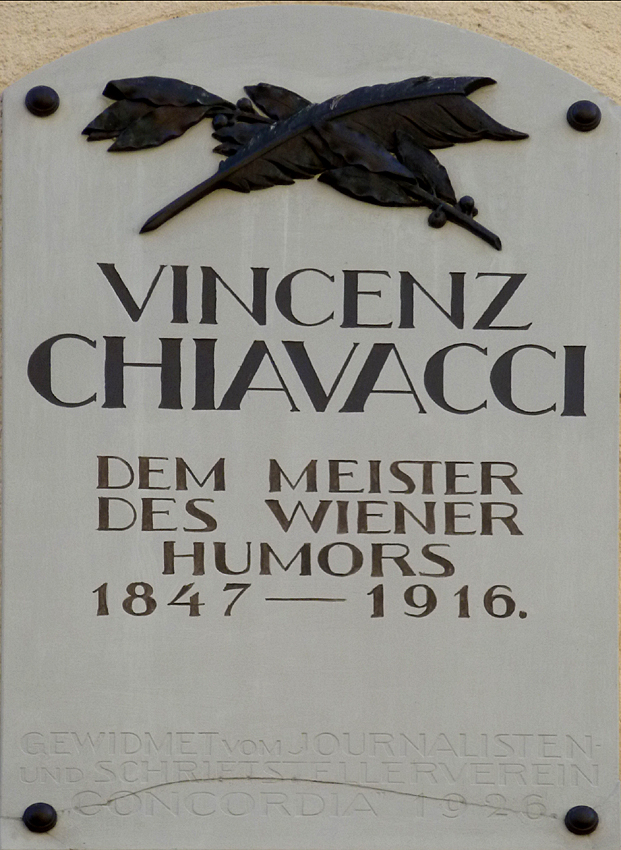 VINCENZ
CHIAVACCI
DEM MEISTER
DES WIENER
HUMORS
1847 — 1916.
GEWIDMET VOM JOURNALISTEN-
UND SCHRIFTSTELLERVEREIN
"CONCORDIA" 1926.